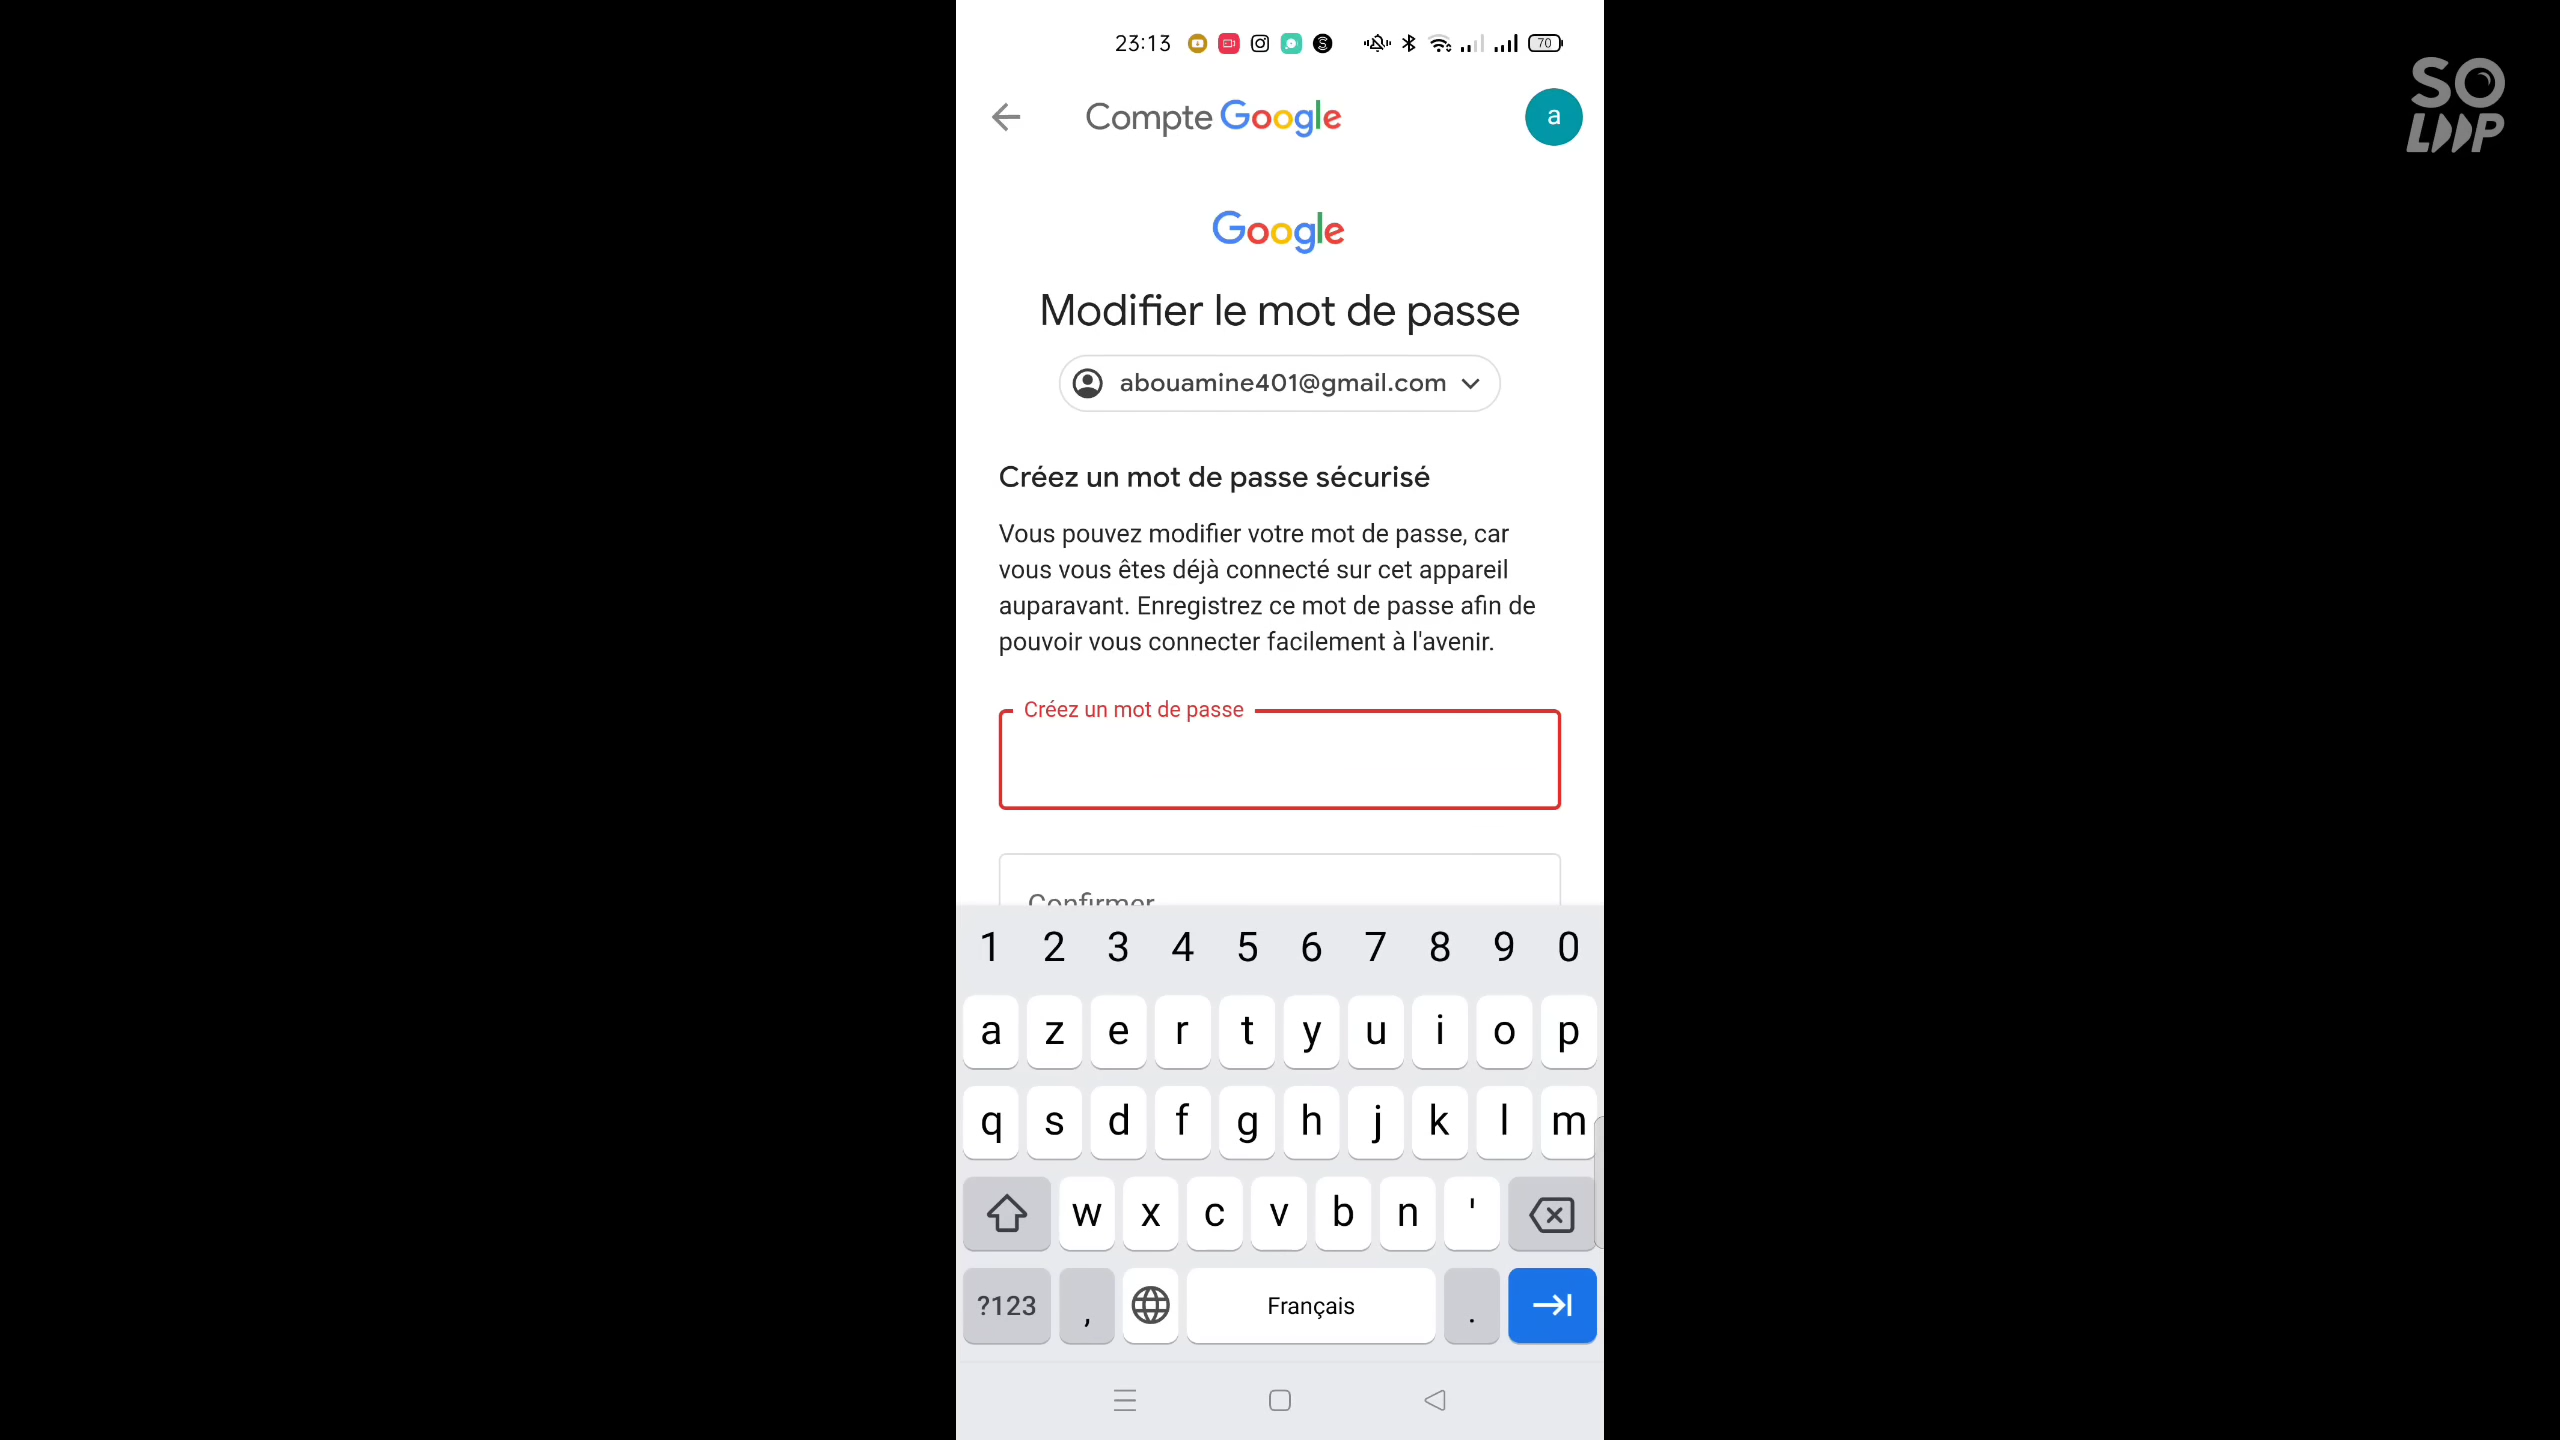 23:13
70
Compte Google
a
Google
Modifier le mot de passe
abouamine401@gmail.com
Créez un mot de passe sécurisé
Vous pouvez modifier votre mot de passe, car
vous vous êtes déjà connecté sur cet appareil
auparavant. Enregistrez ce mot de passe afin de
pouvoir vous connecter facilement à l'avenir.
Créez un mot de passe
Confirmer
1 2 3 4 5 6 7 8 9 0
a z e r t y u i o p
q s d f g h j k l m
w x c v b n '
?123 , Français .
SO
LOOP